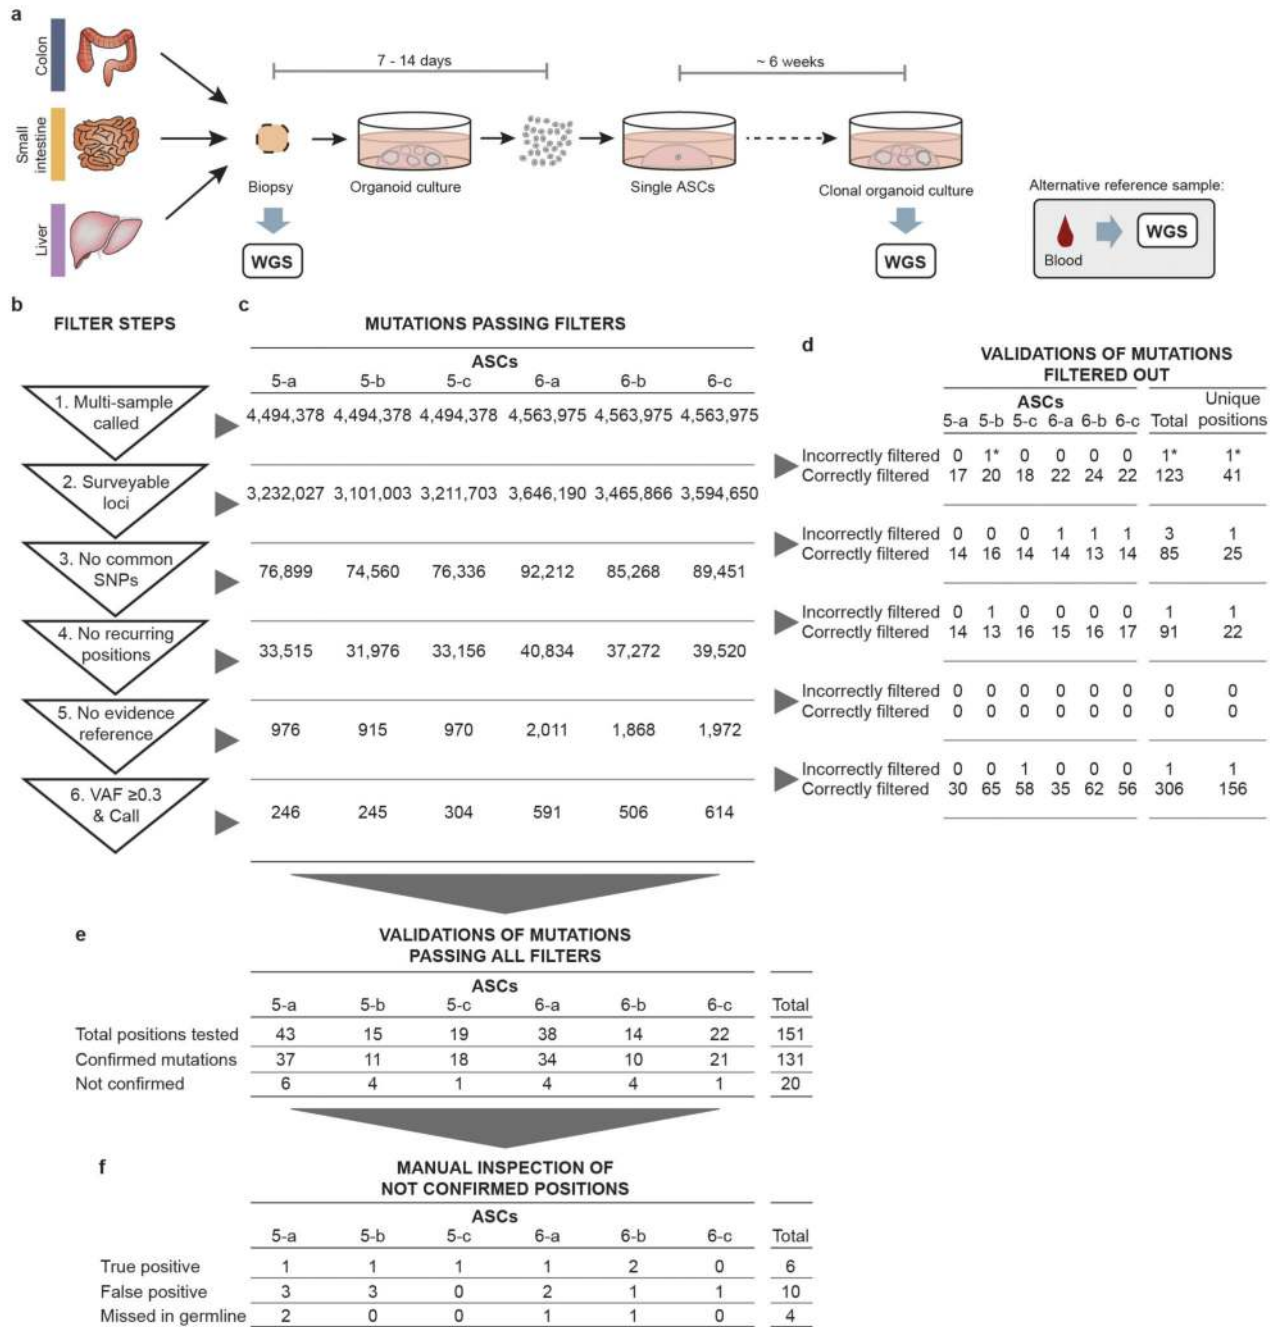 a
Colon
Small
intestine
Liver
7 - 14 days
~ 6 weeks
Biopsy
Organoid culture
Single ASCs
Clonal organoid culture
WGS
WGS
Alternative reference sample:
Blood
WGS
b
FILTER STEPS
1. Multi-sample
called
2. Surveyable
loci
3. No common
SNPs
4. No recurring
positions
5. No evidence
reference
6. VAF ≥0.3
& Call
c
MUTATIONS PASSING FILTERS
ASCs
5-a 5-b 5-c 6-a 6-b 6-c
4,494,378 4,494,378 4,494,378 4,563,975 4,563,975 4,563,975
3,232,027 3,101,003 3,211,703 3,646,190 3,465,866 3,594,650
76,899 74,560 76,336 92,212 85,268 89,451
33,515 31,976 33,156 40,834 37,272 39,520
976 915 970 2,011 1,868 1,972
246 245 304 591 506 614
d
VALIDATIONS OF MUTATIONS
FILTERED OUT
ASCs
Unique
5-a 5-b 5-c 6-a 6-b 6-c Total positions
Incorrectly filtered 0 1* 0 0 0 0 1* 1*
Correctly filtered 17 20 18 22 24 22 123 41
Incorrectly filtered 0 0 0 1 1 1 3 1
Correctly filtered 14 16 14 14 13 14 85 25
Incorrectly filtered 0 1 0 0 0 0 1 1
Correctly filtered 14 13 16 15 16 17 91 22
Incorrectly filtered 0 0 0 0 0 0 0 0
Correctly filtered 0 0 0 0 0 0 0 0
Incorrectly filtered 0 0 1 0 0 0 1 1
Correctly filtered 30 65 58 35 62 56 306 156
e
VALIDATIONS OF MUTATIONS
PASSING ALL FILTERS
ASCs
5-a 5-b 5-c 6-a 6-b 6-c Total
Total positions tested 43 15 19 38 14 22 151
Confirmed mutations 37 11 18 34 10 21 131
Not confirmed 6 4 1 4 4 1 20
f
MANUAL INSPECTION OF
NOT CONFIRMED POSITIONS
ASCs
5-a 5-b 5-c 6-a 6-b 6-c Total
True positive 1 1 1 1 2 0 6
False positive 3 3 0 2 1 1 10
Missed in germline 2 0 0 1 1 0 4